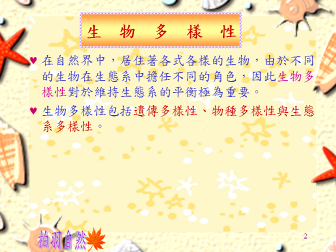 生 物 多 樣 性
在自然界中，居住著各式各樣的生物，由於不同
的生物在生態系中擔任不同的角色，因此生物多
樣性對於維持生態系的平衡極為重要。
生物多樣性包括遺傳多樣性、物種多樣性與生態
系多樣性。
自然
2